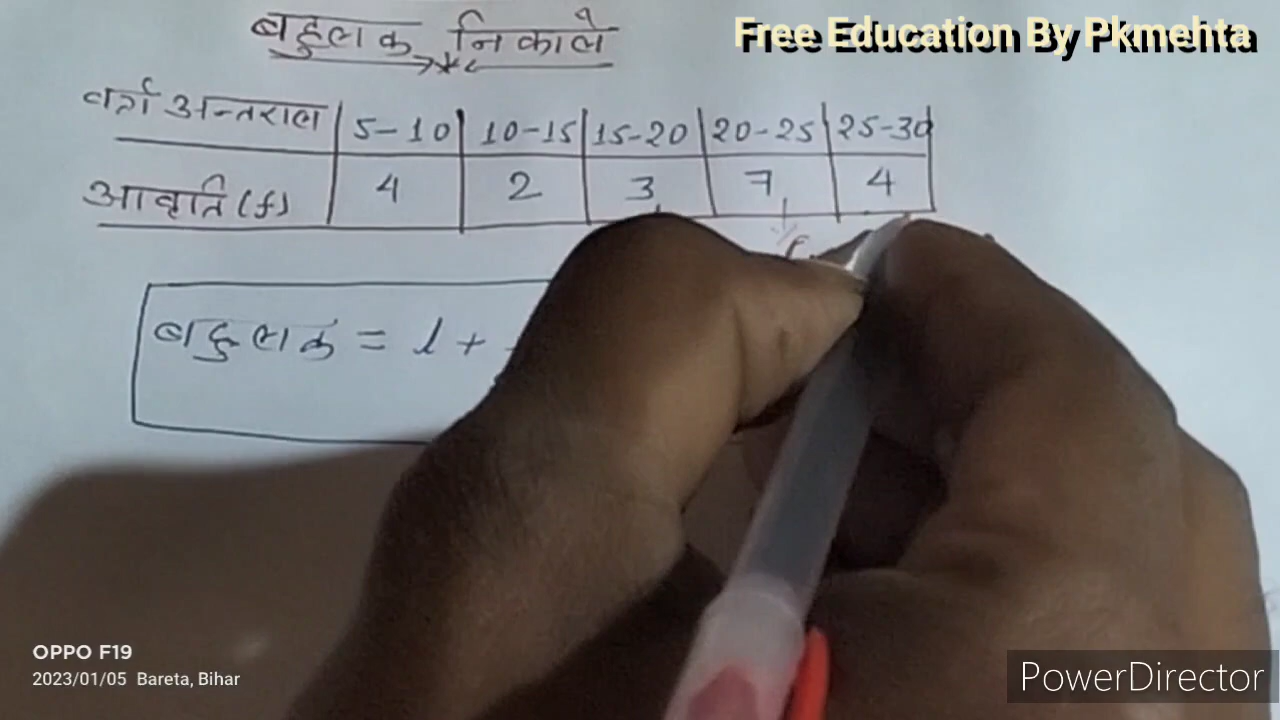 बहुलक निकाले
Free Education By Pkmehta
वर्ग अन्तराल 5-10 10-15 15-20 20-25 25-30
आवृति (f) 4 2 3 7 4
बहुलक = l +
OPPO F19
2023/01/05 Bareta, Bihar
PowerDirector